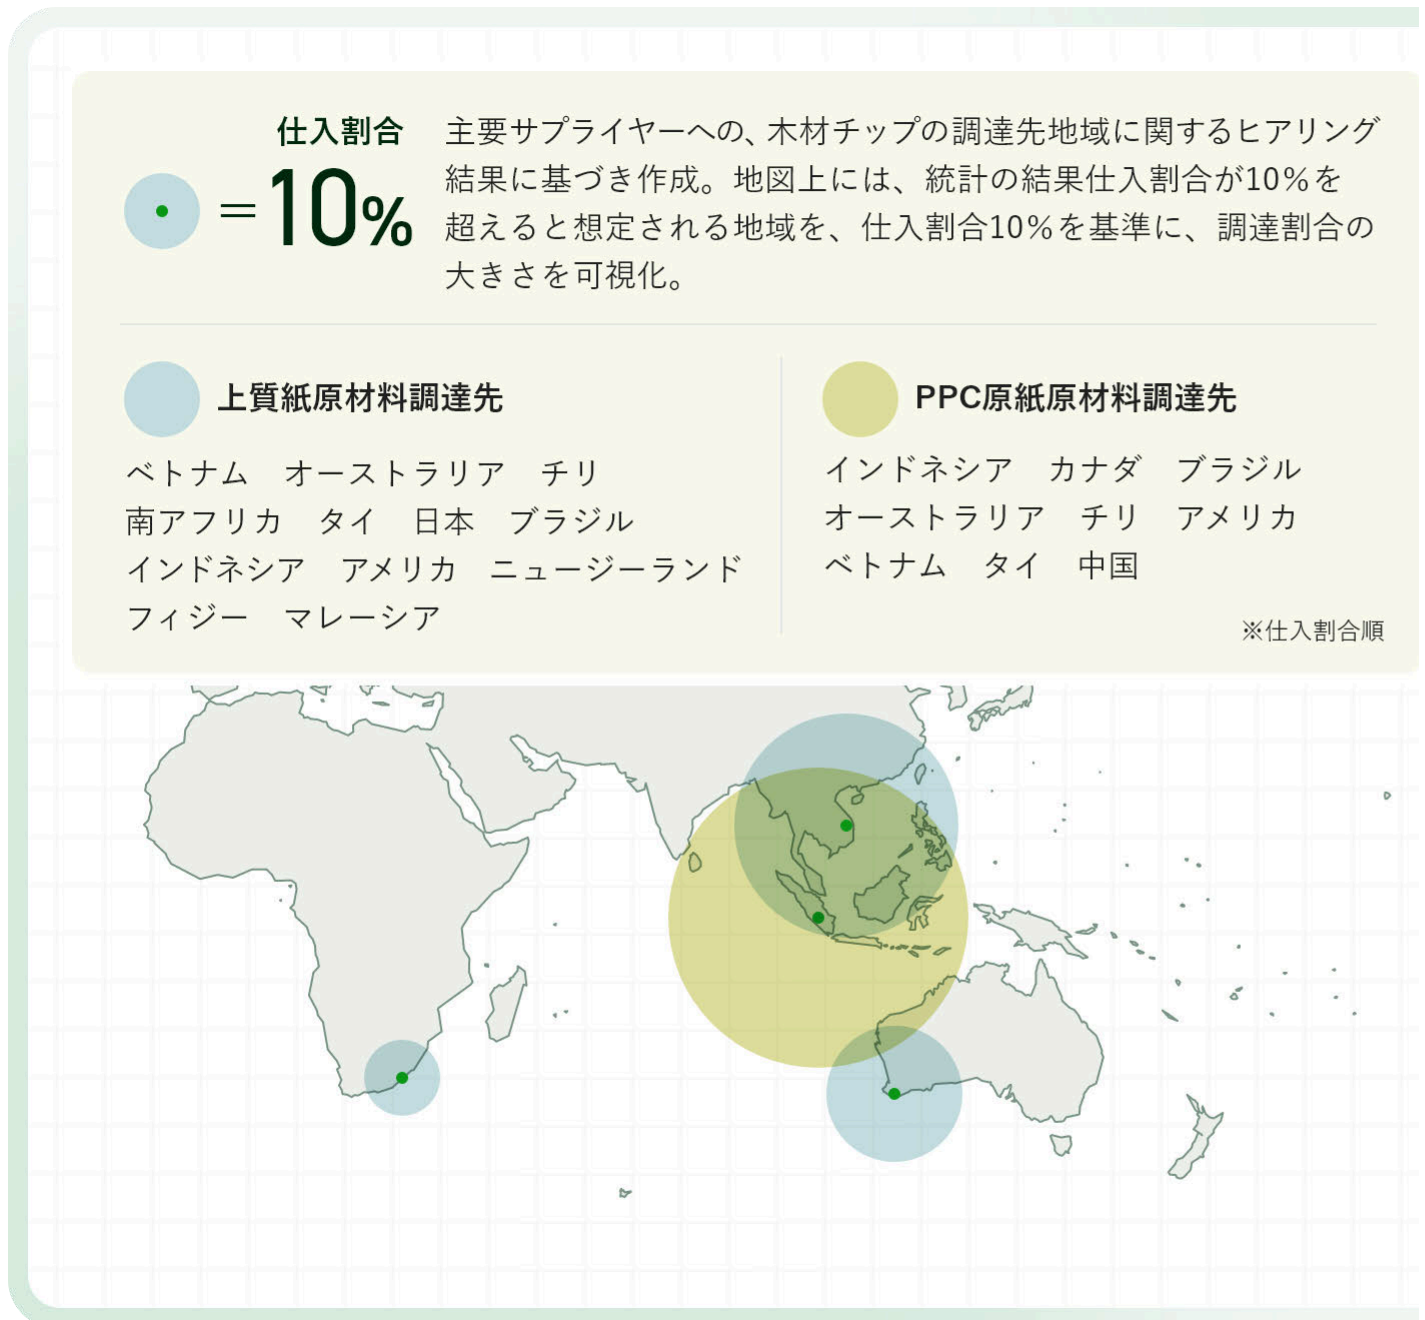 仕入割合
＝10%
主要サプライヤーへの、木材チップの調達先地域に関するヒアリング
結果に基づき作成。地図上には、統計の結果仕入割合が10％を
超えると想定される地域を、仕入割合10％を基準に、調達割合の
大きさを可視化。
上質紙原材料調達先
ベトナム　オーストラリア　チリ
南アフリカ　タイ　日本　ブラジル
インドネシア　アメリカ　ニュージーランド
フィジー　マレーシア
PPC原紙原材料調達先
インドネシア　カナダ　ブラジル
オーストラリア　チリ　アメリカ
ベトナム　タイ　中国
※仕入割合順